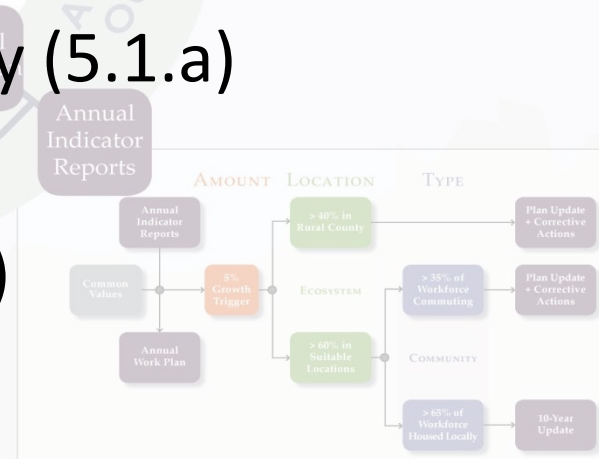 y (5.1.a)
)
Annual
Indicator
Reports
AMOUNT LOCATION TYPE
Annual
Indicator
Reports
> 40% in
Rural County
Plan Update
+ Corrective
Actions
Common
Values
5%
Growth
Trigger
ECOSYSTEM
> 35% of
Workforce
Commuting
Plan Update
+ Corrective
Actions
Annual
Work Plan
> 60% in
Suitable
Locations
COMMUNITY
> 65% of
Workforce
Housed Locally
10-Year
Update